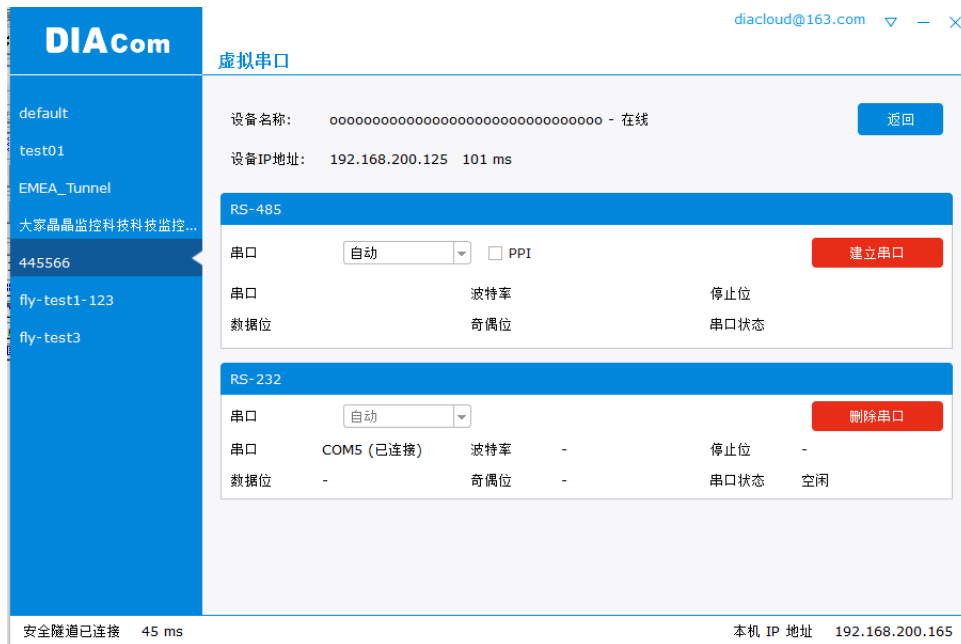 DIACom
diacloud@163.com
虚拟串口
default
test01
EMEA_Tunnel
大家晶晶监控科技科技监控...
445566
fly-test1-123
fly-test3
设备名称: oooooooooooooooooooooooooooooooo - 在线
返回
设备IP地址: 192.168.200.125 101 ms
RS-485
串口 自动 PPI 建立串口
串口 波特率 停止位
数据位 奇偶位 串口状态
RS-232
串口 自动 删除串口
串口 COM5 (已连接) 波特率 - 停止位 -
数据位 - 奇偶位 - 串口状态 空闲
安全隧道已连接 45 ms 本机 IP 地址 192.168.200.165